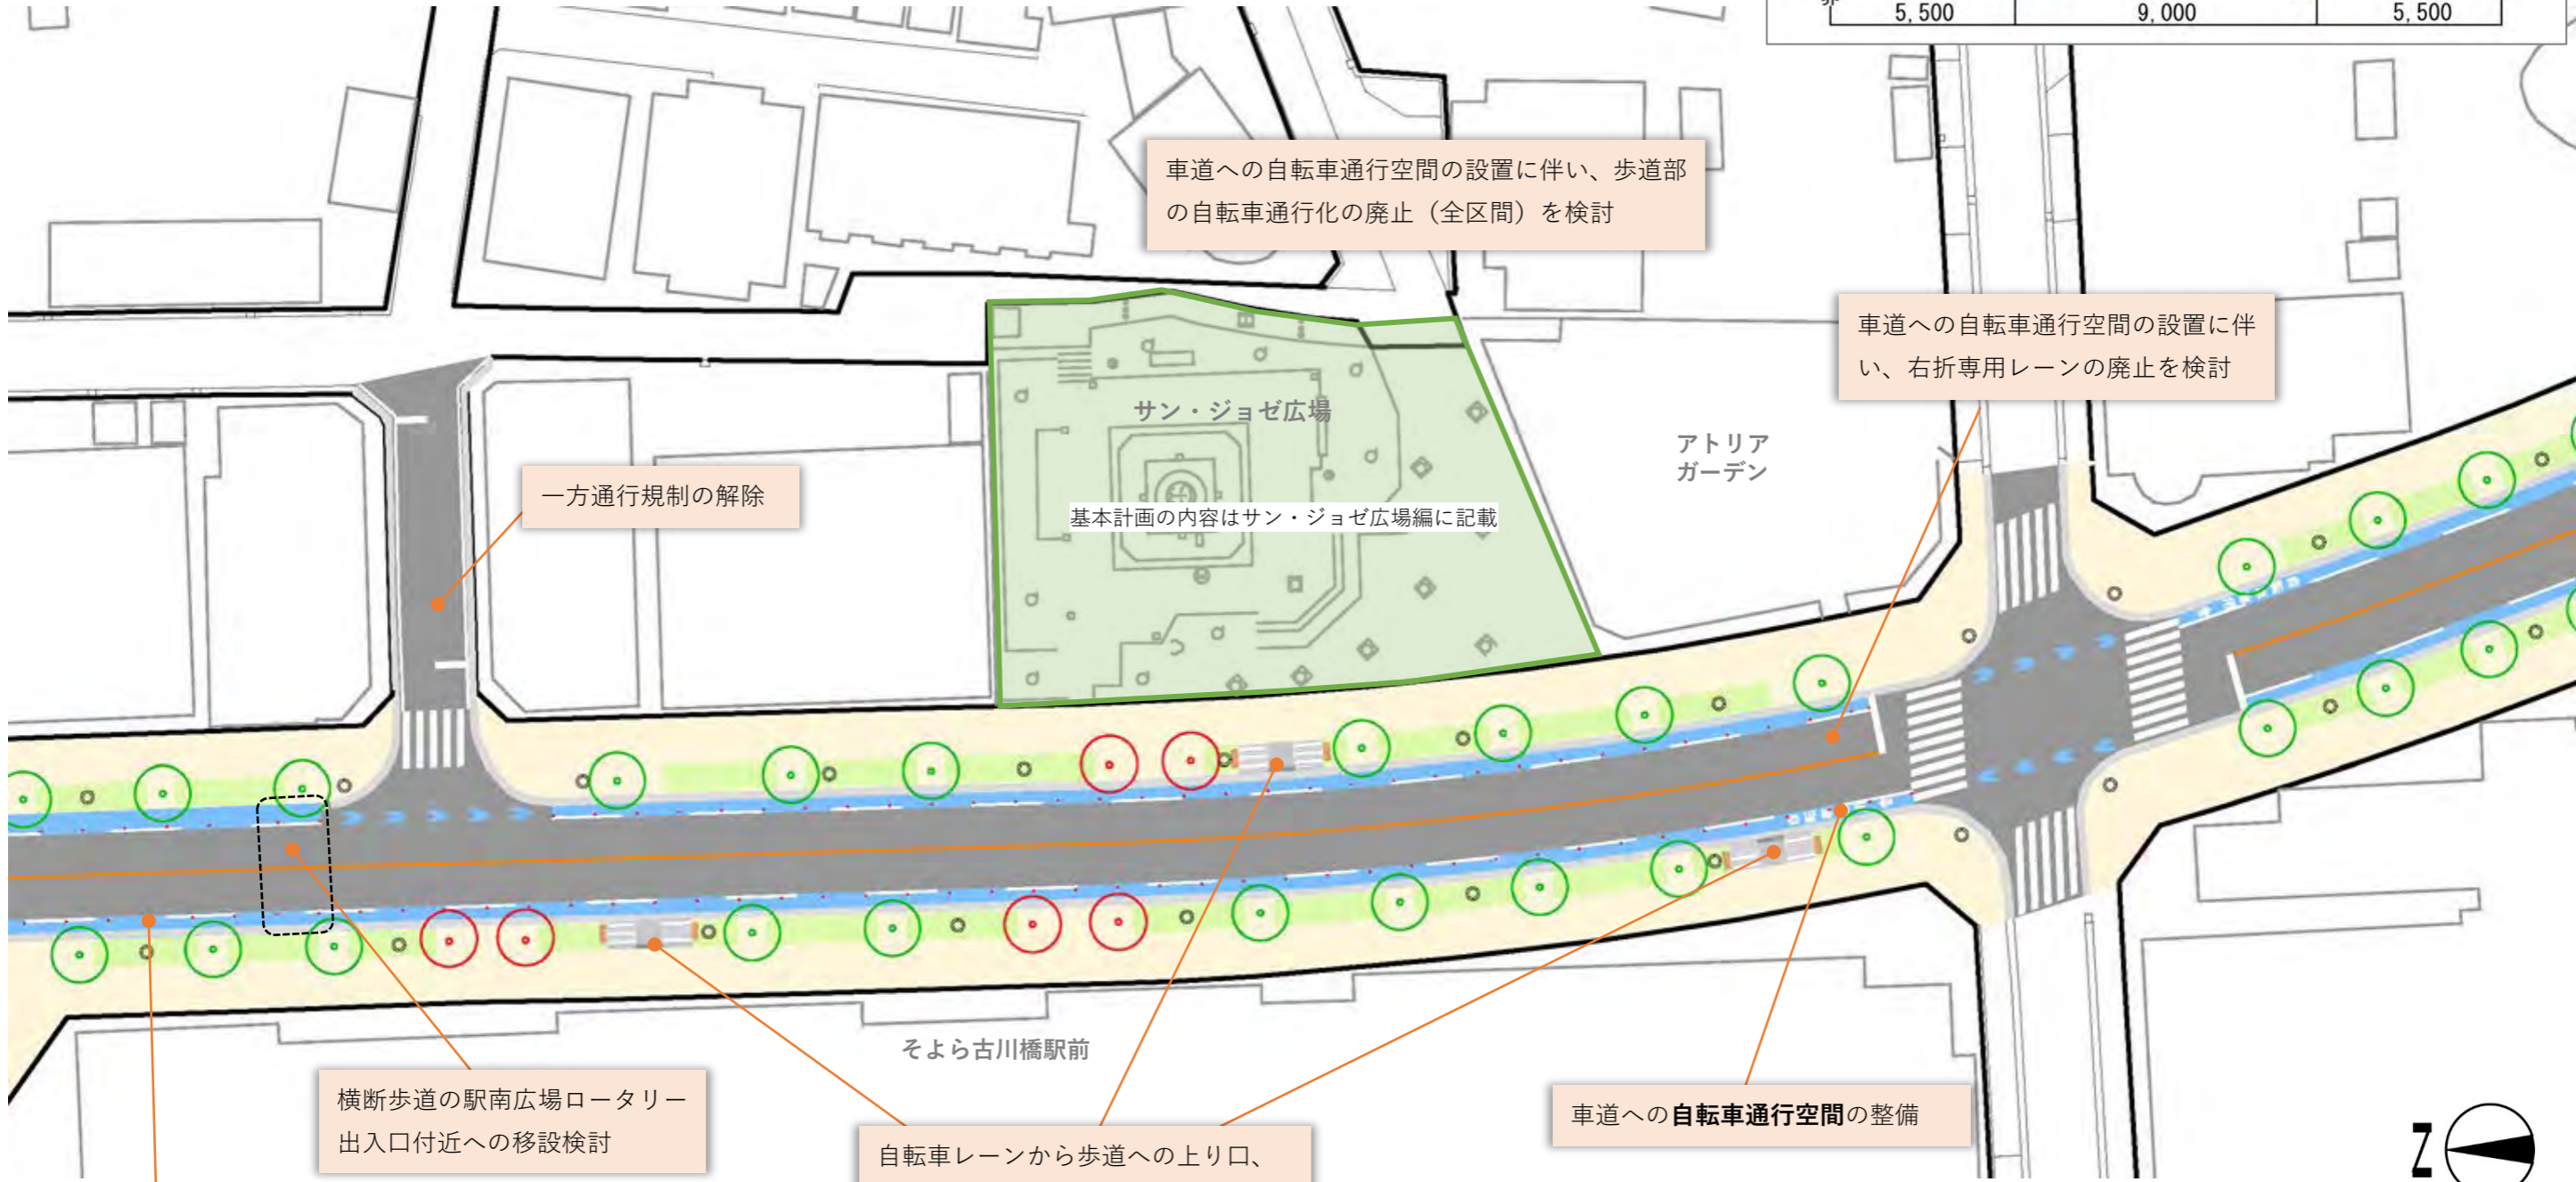 5,500
9,000
5,500
車道への自転車通行空間の設置に伴い、歩道部
の自転車通行化の廃止（全区間）を検討
車道への自転車通行空間の設置に伴
い、右折専用レーンの廃止を検討
サン・ジョゼ広場
アトリア
ガーデン
一方通行規制の解除
基本計画の内容はサン・ジョゼ広場編に記載
そよら古川橋駅前
横断歩道の駅南広場ロータリー
出入口付近への移設検討
自転車レーンから歩道への上り口、
車道への自転車通行空間の整備
Z